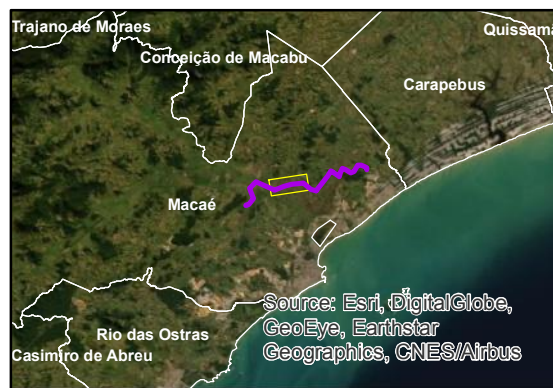 Trajano de Moraes
Quissamã
Conceição de Macabu
Carapebus
Macaé
Source: Esri, DigitalGlobe,
GeoEye, Earthstar
Geographics, CNES/Airbus
Rio das Ostras
Casimiro de Abreu